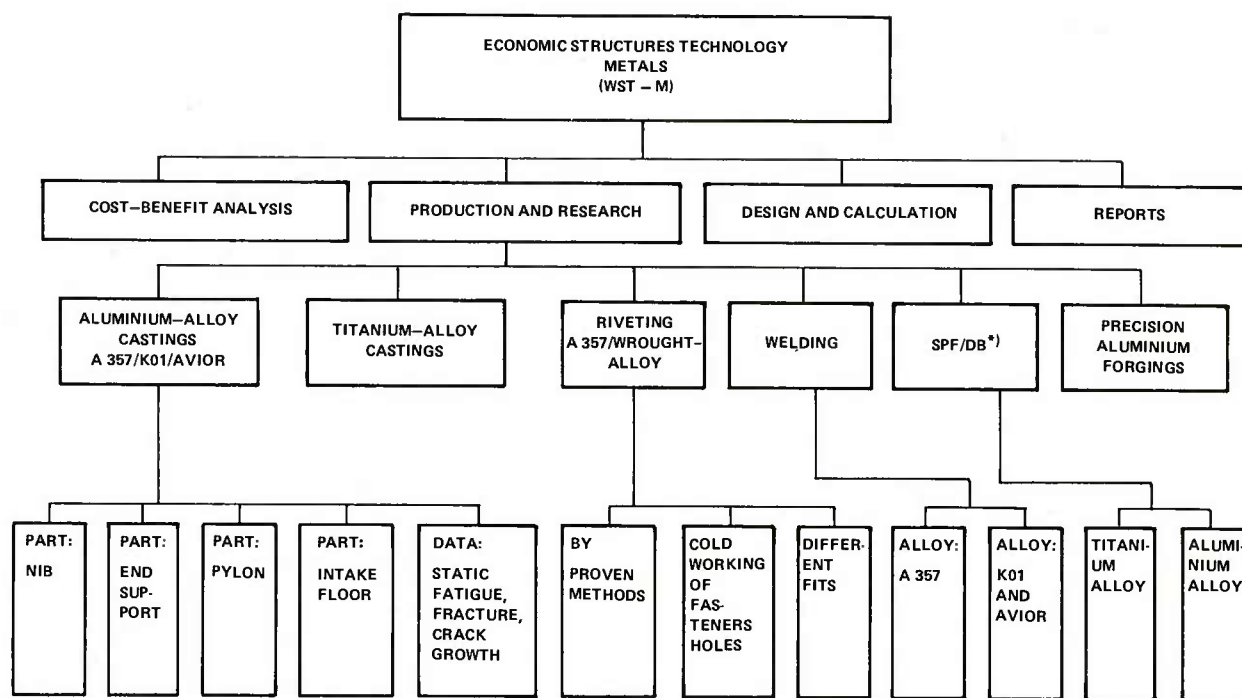 ECONOMIC STRUCTURES TECHNOLOGY
METALS
(WST – M)
COST–BENEFIT ANALYSIS
PRODUCTION AND RESEARCH
DESIGN AND CALCULATION
REPORTS
ALUMINIUM–ALLOY
CASTINGS
A 357/K01/AVIOR
TITANIUM–ALLOY
CASTINGS
RIVETING
A 357/WROUGHT–
ALLOY
WELDING
SPF/DB*)
PRECISION
ALUMINIUM
FORGINGS
PART:
NIB
PART:
END
SUP-
PORT
PART:
PYLON
PART:
INTAKE
FLOOR
DATA:
STATIC
FATIGUE,
FRACTURE,
CRACK
GROWTH
BY
PROVEN
METHODS
COLD
WORKING
OF
FAS-
TENERS
HOLES
DIFFER-
ENT
FITS
ALLOY:
A 357
ALLOY:
K01
AND
AVIOR
TITANI-
UM
ALLOY
ALUMI-
NIUM
ALLOY